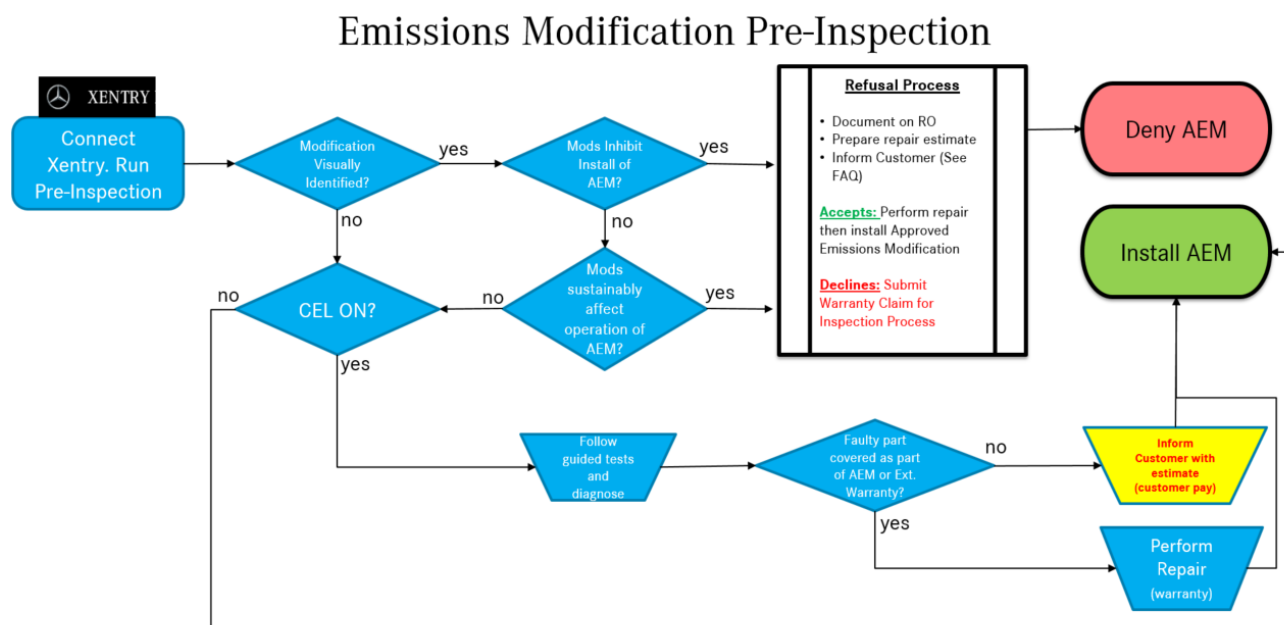 Emissions Modification Pre-Inspection
XENTRY
Connect
Xentry. Run
Pre-Inspection
Modification
Visually
Identified?
yes
no
Mods Inhibit
Install of
AEM?
yes
no
Refusal Process
• Document on RO
• Prepare repair estimate
• Inform Customer (See
FAQ)
Accepts: Perform repair
then install Approved
Emissions Modification
Declines: Submit
Warranty Claim for
Inspection Process
Deny AEM
Install AEM
no
CEL ON?
yes
no
Mods
sustainably
affect
operation of
AEM?
yes
Follow
guided tests
and
diagnose
Faulty part
covered as part
of AEM or Ext.
Warranty?
no
yes
Inform
Customer with
estimate
(customer pay)
Perform
Repair
(warranty)